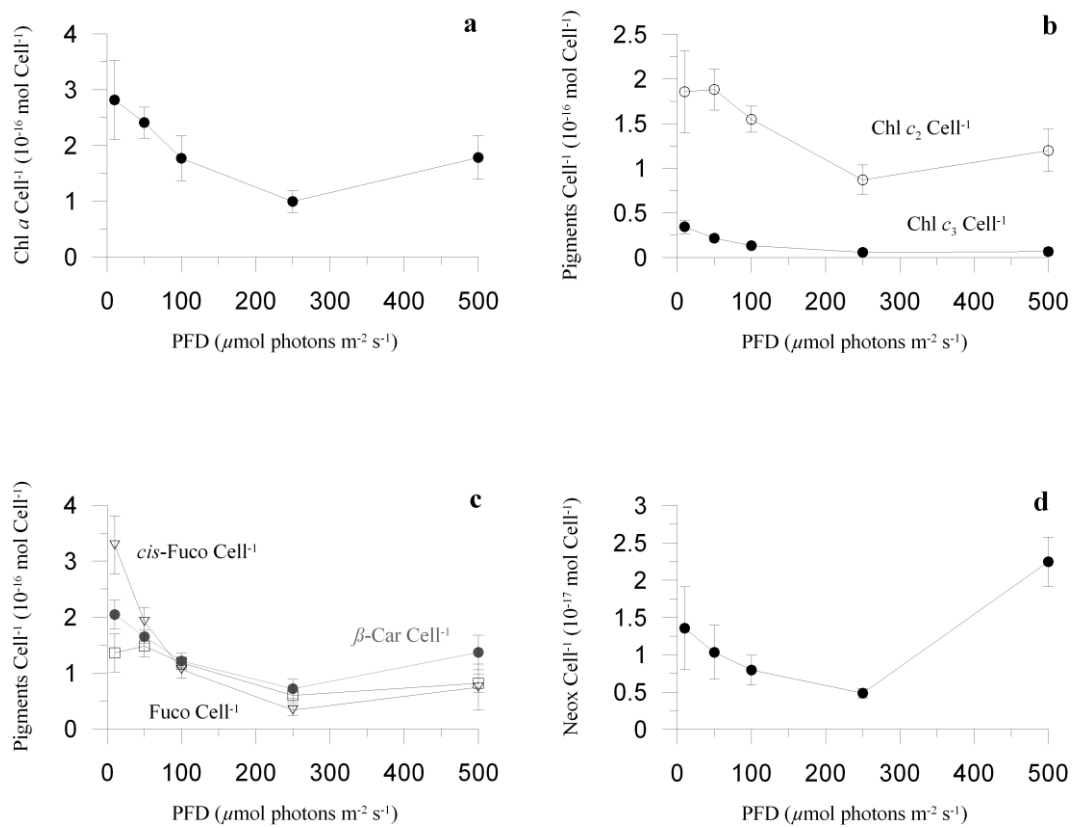 a
Chl a Cell⁻¹ (10⁻¹⁶ mol Cell⁻¹)
4
3
2
1
0
0 100 200 300 400 500
PFD (µmol photons m⁻² s⁻¹)
b
Pigments Cell⁻¹ (10⁻¹⁶ mol Cell⁻¹)
2.5
2
1.5
1
0.5
0
Chl c₂ Cell⁻¹
Chl c₃ Cell⁻¹
0 100 200 300 400 500
PFD (µmol photons m⁻² s⁻¹)
c
Pigments Cell⁻¹ (10⁻¹⁶ mol Cell⁻¹)
4
3
2
1
0
cis-Fuco Cell⁻¹
β-Car Cell⁻¹
Fuco Cell⁻¹
0 100 200 300 400 500
PFD (µmol photons m⁻² s⁻¹)
d
Neox Cell⁻¹ (10⁻¹⁷ mol Cell⁻¹)
3
2.5
2
1.5
1
0.5
0
0 100 200 300 400 500
PFD (µmol photons m⁻² s⁻¹)